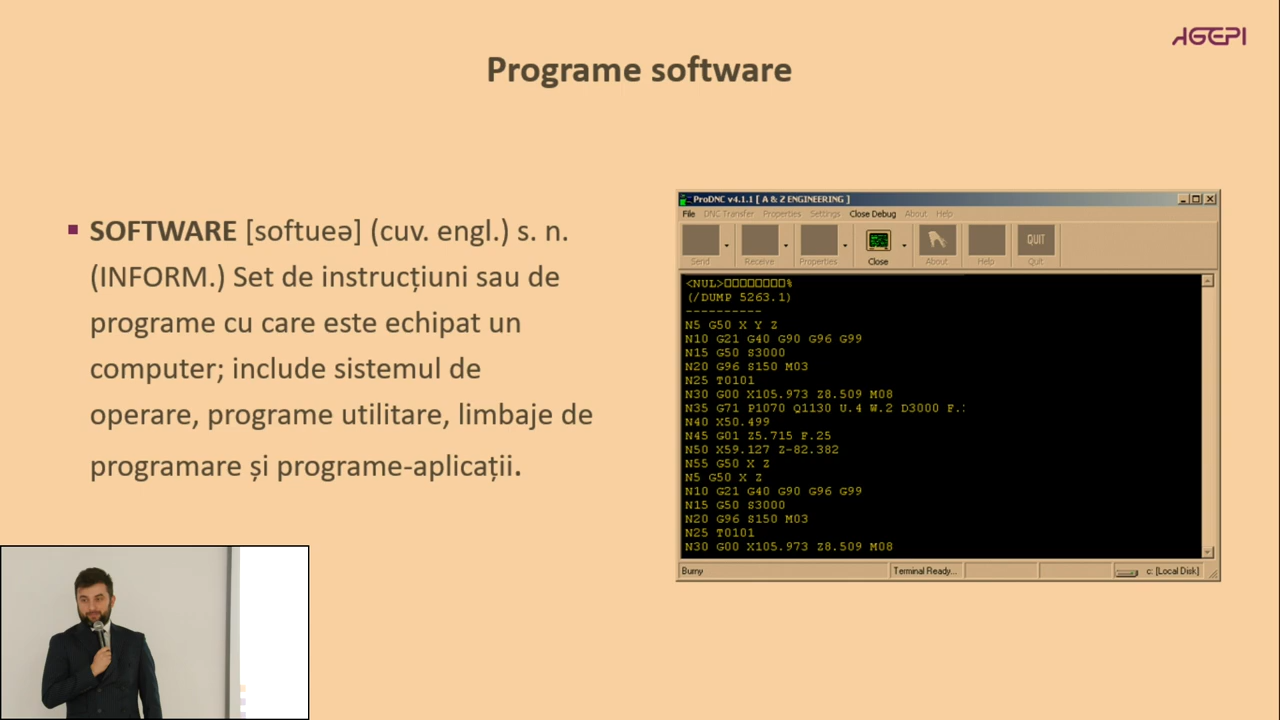 AGEPI
Programe software
▪ SOFTWARE [softueə] (cuv. engl.) s. n.
(INFORM.) Set de instrucțiuni sau de
programe cu care este echipat un
computer; include sistemul de
operare, programe utilitare, limbaje de
programare și programe-aplicații.
ProDNC v4.1.1 [ A & Z ENGINEERING ]
File DNC Transfer Properties Settings Close Debug About Help
QUIT
Send Receive Properties Close About Help Quit
<NUL>▯▯▯▯▯▯▯▯%
(/DUMP 5263.1)
----------
N5 G50 X Y Z
N10 G21 G40 G90 G96 G99
N15 G50 S3000
N20 G96 S150 M03
N25 T0101
N30 G00 X105.973 Z8.509 M08
N35 G71 P1070 Q1130 U.4 W.2 D3000 F.
N40 X50.499
N45 G01 Z5.715 F.25
N50 X59.127 Z-82.382
N55 G50 X Z
N5 G50 X Z
N10 G21 G40 G90 G96 G99
N15 G50 S3000
N20 G96 S150 M03
N25 T0101
N30 G00 X105.973 Z8.509 M08
Burny Terminal Ready... c: [Local Disk]